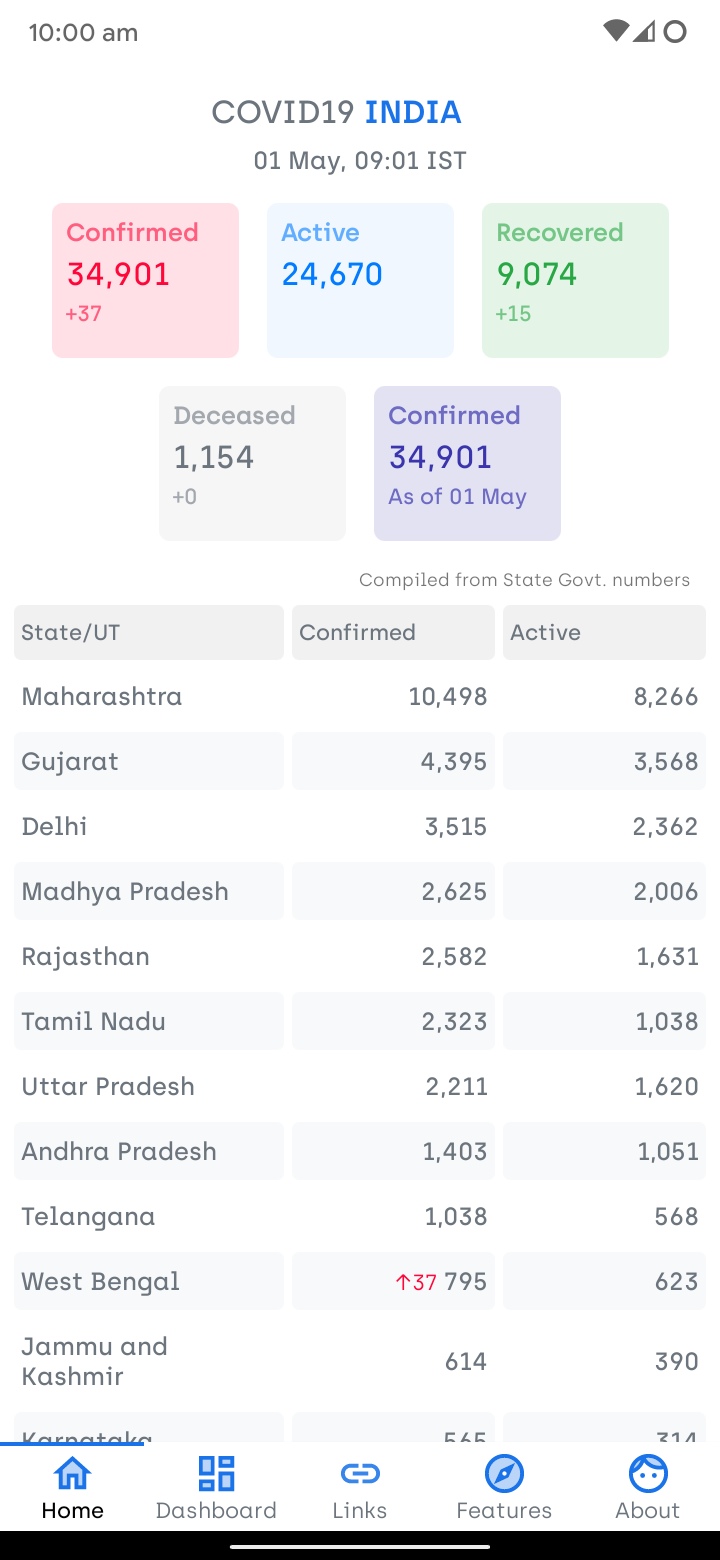 10:00 am
COVID19 INDIA
01 May, 09:01 IST
Confirmed Active Recovered
34,901 24,670 9,074
+37 +15
Deceased Confirmed
1,154 34,901
+0 As of 01 May
Compiled from State Govt. numbers
State/UT Confirmed Active
Maharashtra 10,498 8,266
Gujarat 4,395 3,568
Delhi 3,515 2,362
Madhya Pradesh 2,625 2,006
Rajasthan 2,582 1,631
Tamil Nadu 2,323 1,038
Uttar Pradesh 2,211 1,620
Andhra Pradesh 1,403 1,051
Telangana 1,038 568
West Bengal ↑37 795 623
Jammu and
Kashmir 614 390
Karnataka 565 314
Home Dashboard Links Features About